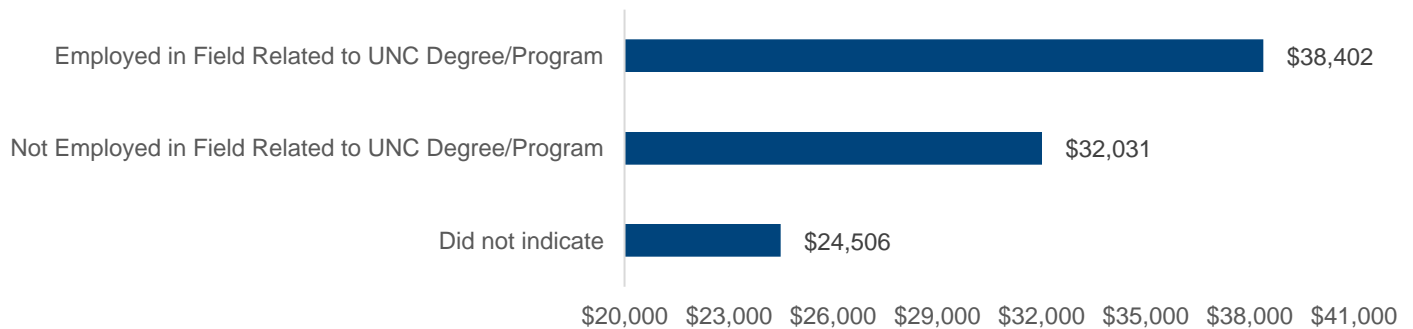 Employed in Field Related to UNC Degree/Program $38,402
Not Employed in Field Related to UNC Degree/Program $32,031
Did not indicate $24,506
$20,000 $23,000 $26,000 $29,000 $32,000 $35,000 $38,000 $41,000